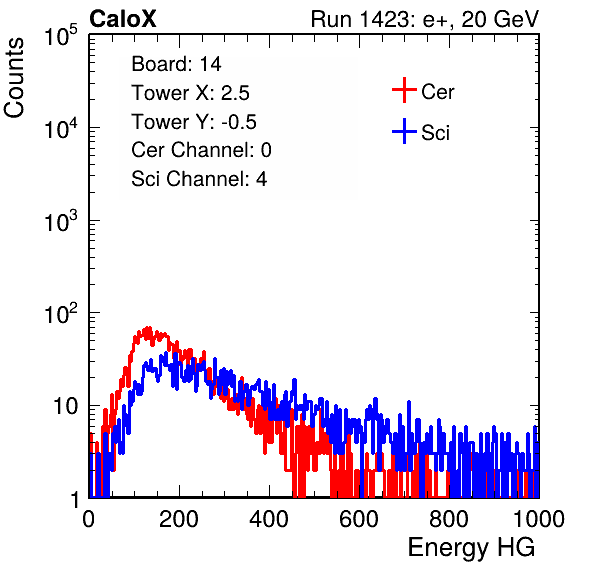 CaloX Run 1423: e+, 20 GeV
Counts
Board: 14
Tower X: 2.5
Tower Y: -0.5
Cer Channel: 0
Sci Channel: 4
Cer
Sci
10^5
10^4
10^3
10^2
10
1
0 200 400 600 800 1000
Energy HG